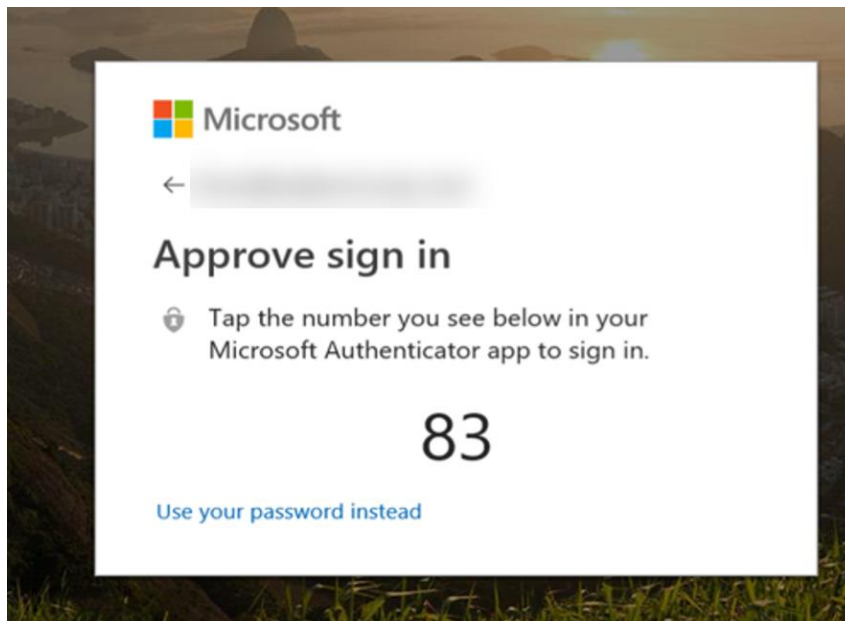 Microsoft
Approve sign in
Tap the number you see below in your
Microsoft Authenticator app to sign in.
83
Use your password instead